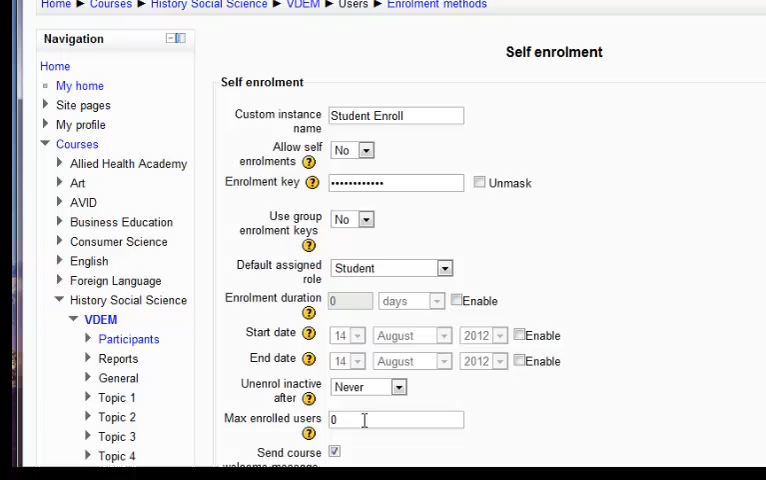 Home ► Courses ► History Social Science ► VDEM ► Users ► Enrolment methods
Navigation
Home
My home
Site pages
My profile
Courses
Allied Health Academy
Art
AVID
Business Education
Consumer Science
English
Foreign Language
History Social Science
VDEM
Participants
Reports
General
Topic 1
Topic 2
Topic 3
Topic 4
Self enrolment
Self enrolment
Custom instance name Student Enroll
Allow self enrolments ? No
Enrolment key ? •••••••••••• Unmask
Use group enrolment keys ? No
Default assigned role Student
Enrolment duration ? 0 days Enable
Start date ? 14 August 2012 Enable
End date ? 14 August 2012 Enable
Unenrol inactive after ? Never
Max enrolled users ? 0
Send course
welcome message